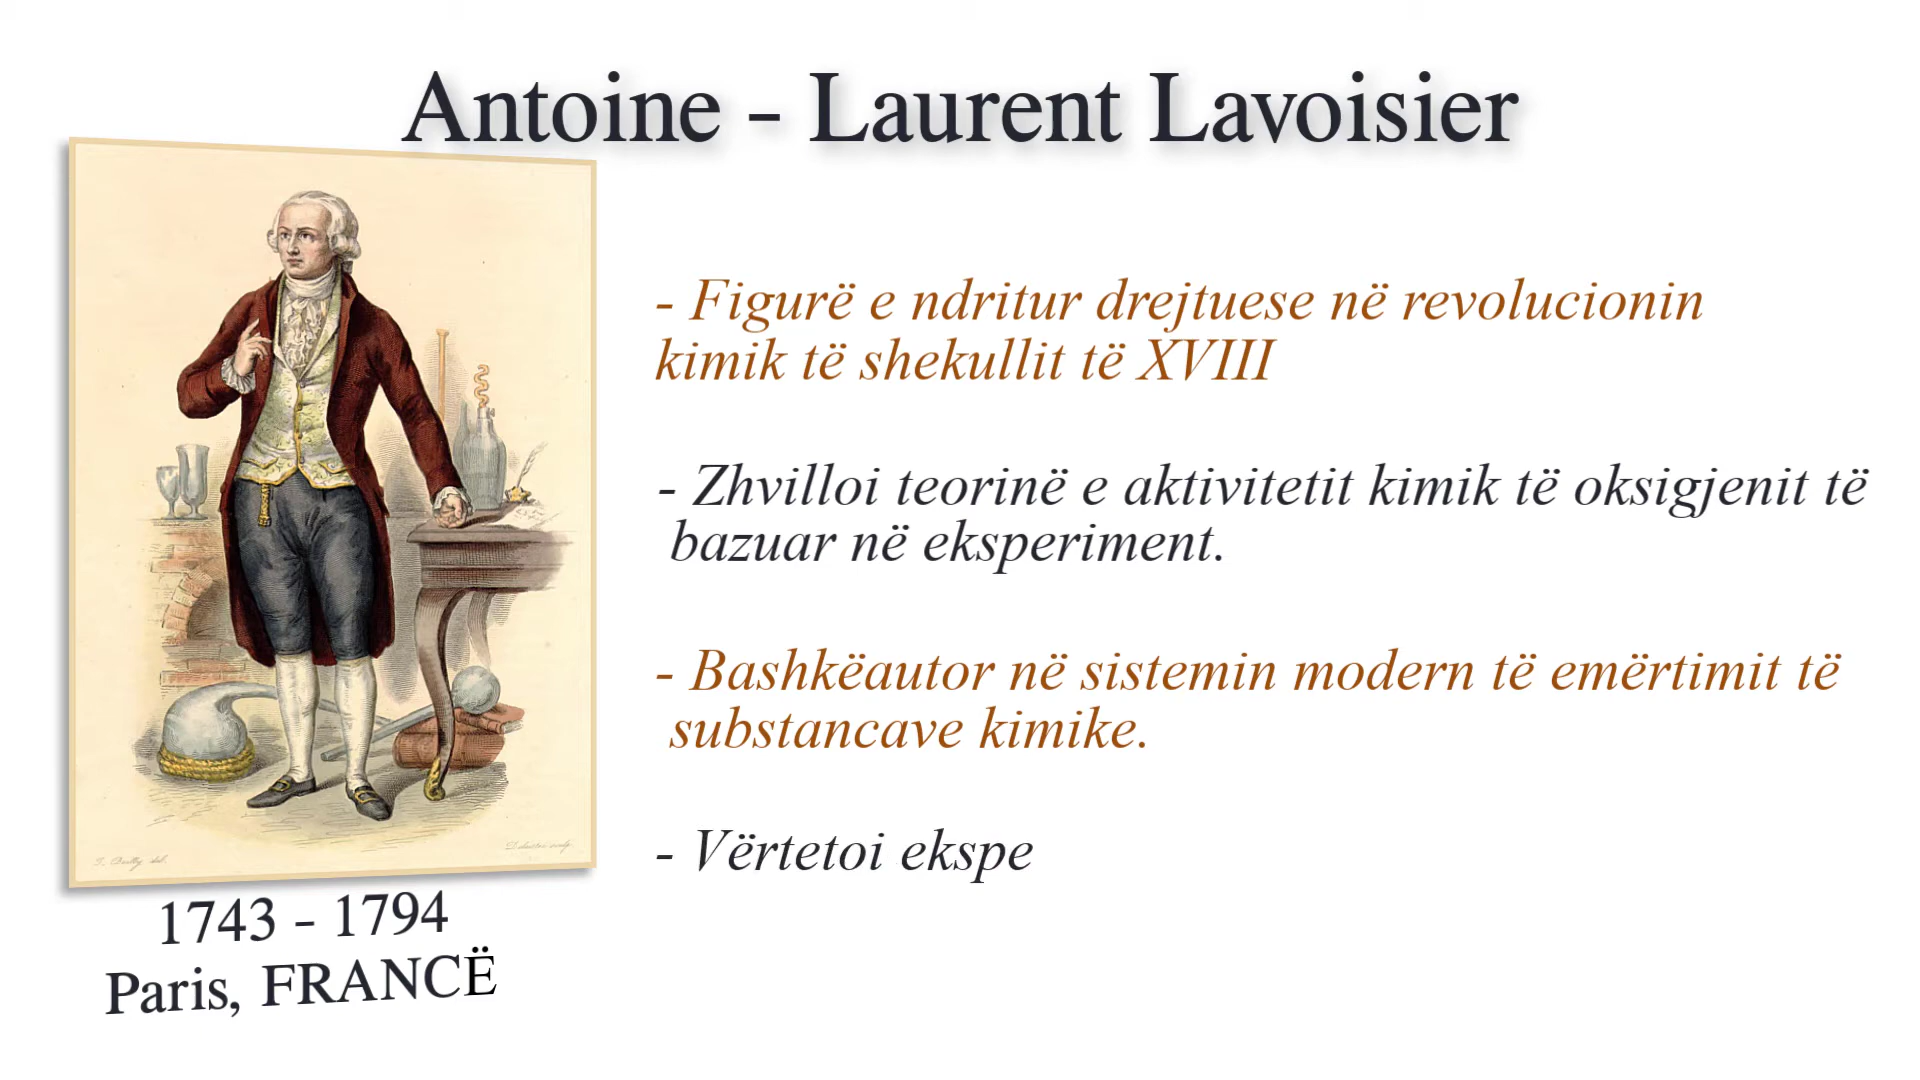 Antoine - Laurent Lavoisier
- Figurë e ndritur drejtuese në revolucionin
kimik të shekullit të XVIII
- Zhvilloi teorinë e aktivitetit kimik të oksigjenit të
bazuar në eksperiment.
- Bashkëautor në sistemin modern të emërtimit të
substancave kimike.
- Vërtetoi ekspe
1743 - 1794
Paris, FRANCË